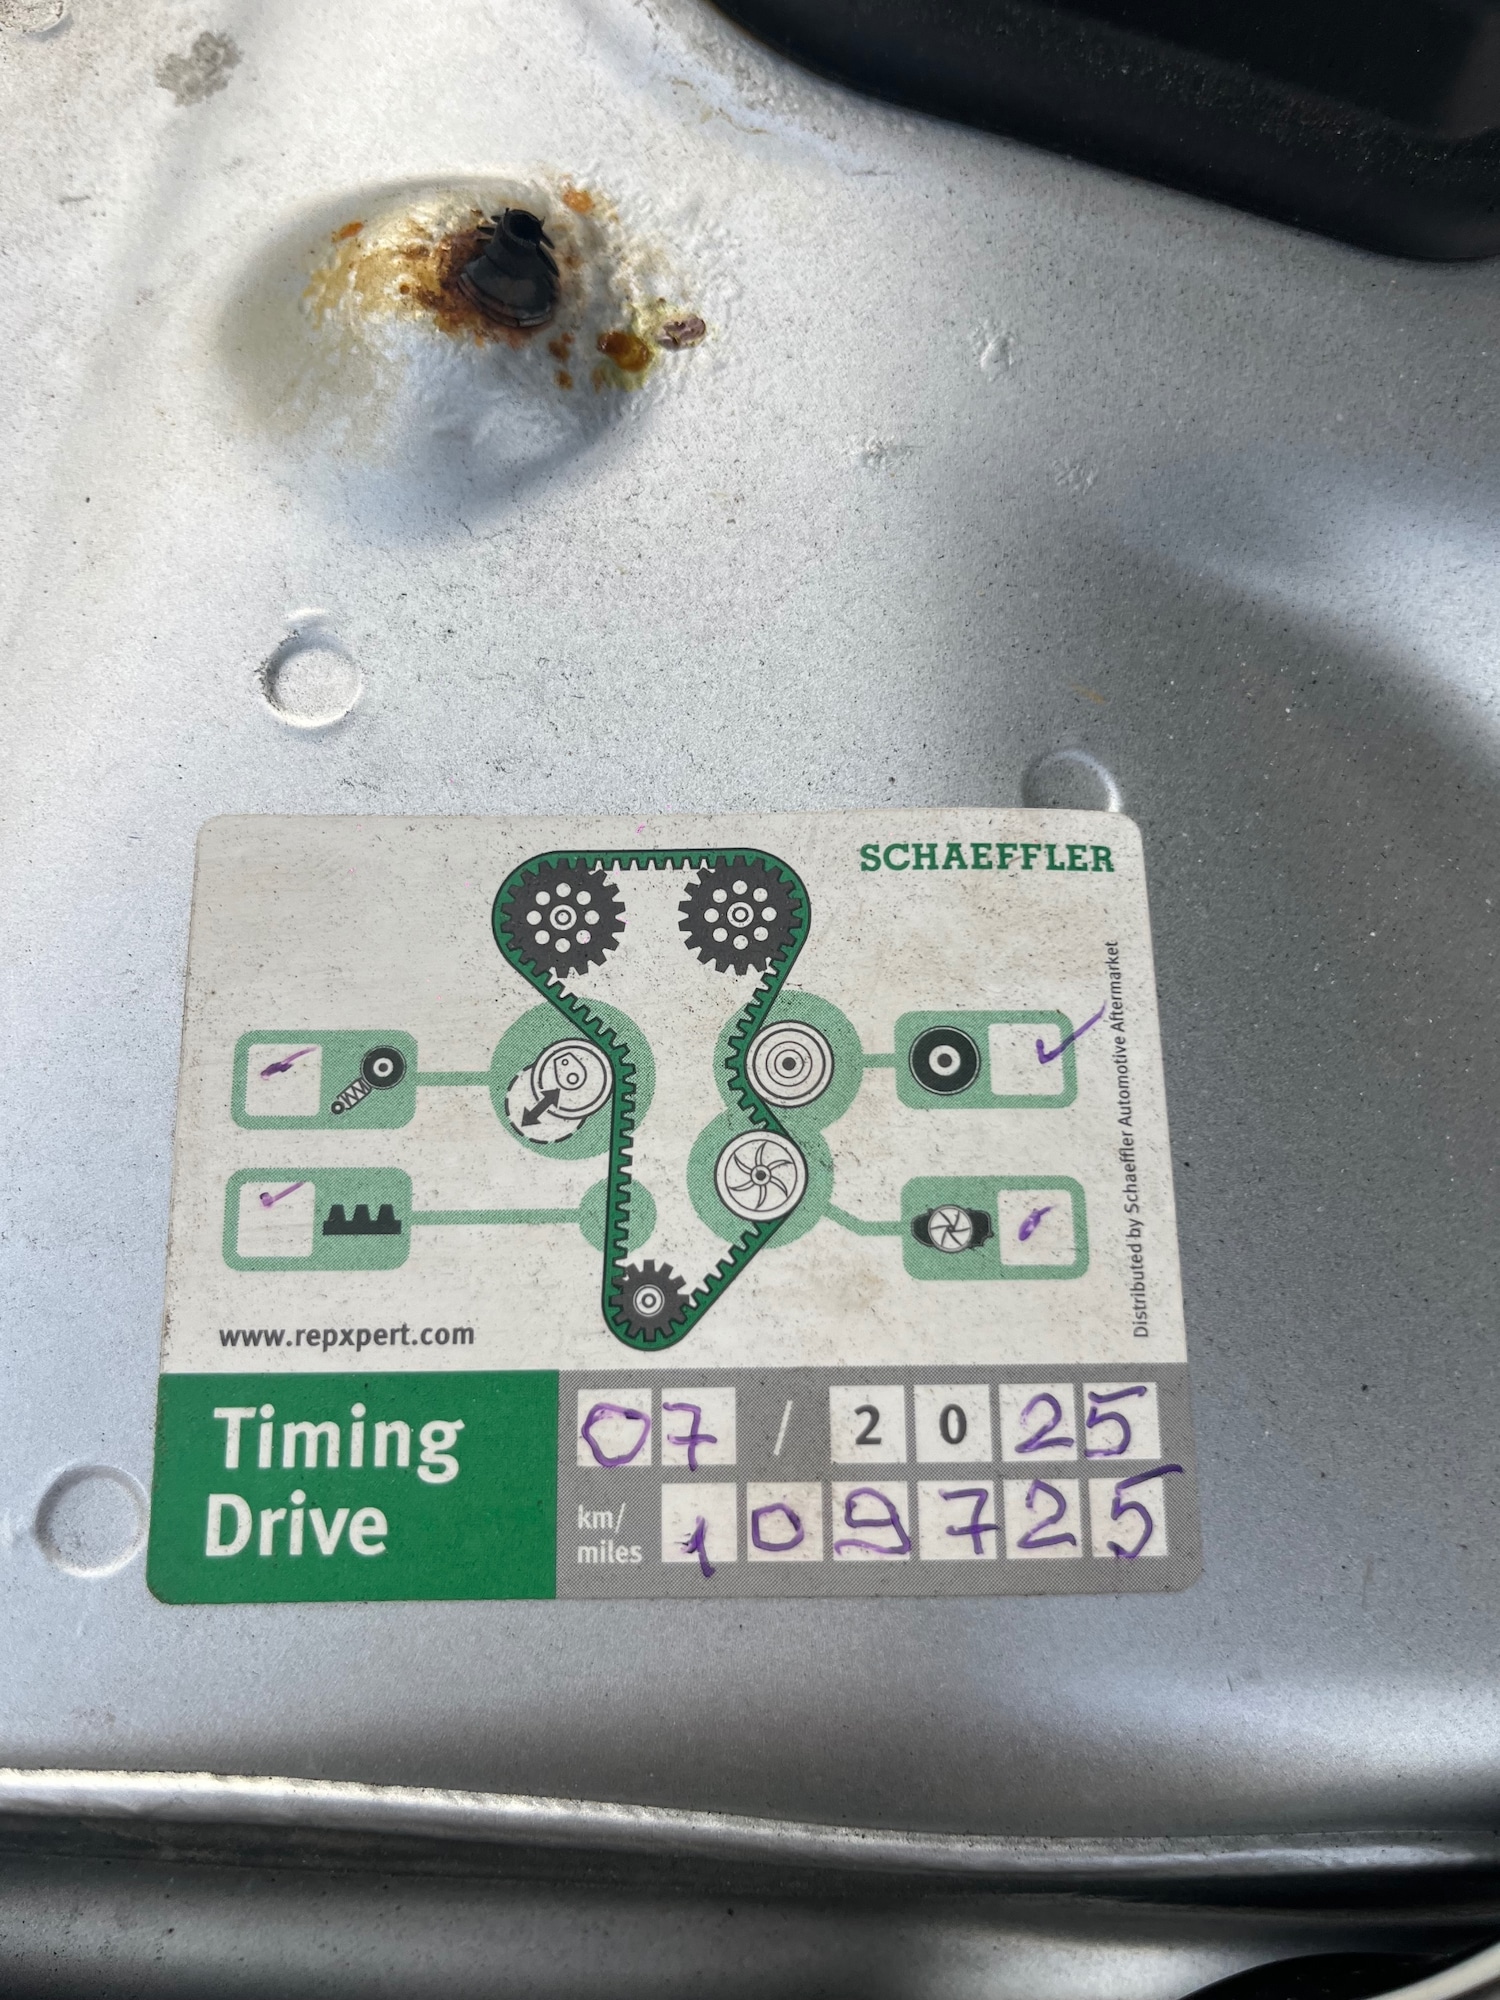 SCHAEFFLER
Distributed by Schaeffler Automotive Aftermarket
www.repxpert.com
Timing
Drive
07 / 2025
km/
miles
109725